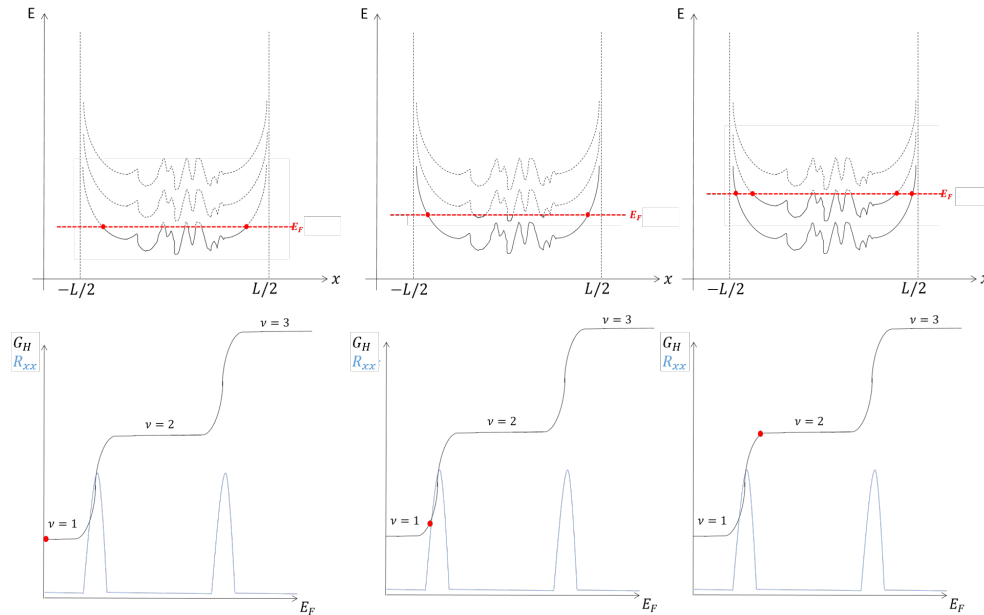 E
E_F
−L/2
L/2
x
E
E_F
−L/2
L/2
x
E
E_F
−L/2
L/2
x
G_H
R_xx
ν = 1
ν = 2
ν = 3
E_F
G_H
R_xx
ν = 1
ν = 2
ν = 3
E_F
G_H
R_xx
ν = 1
ν = 2
ν = 3
E_F